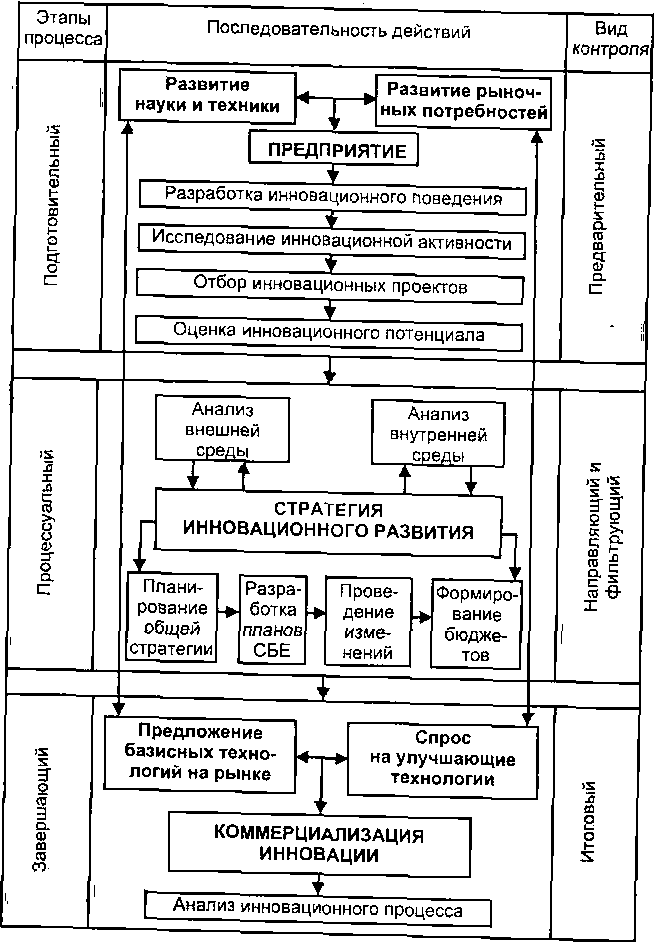 Этапы
процесса
Последовательность действий
Вид
контроля
Подготовительный
Развитие
науки и техники
Развитие рыноч-
ных потребностей
ПРЕДПРИЯТИЕ
Разработка инновационного поведения
Исследование инновационной активности
Отбор инновационных проектов
Оценка инновационного потенциала
Предварительный
Процессуальный
Анализ
внешней
среды
Анализ
внутренней
среды
СТРАТЕГИЯ
ИННОВАЦИОННОГО РАЗВИТИЯ
Плани-
рование
общей
стратегии
Разра-
ботка
планов
СБЕ
Прове-
дение
изме-
нений
Формиро-
вание
бюдже-
тов
Направляющий и
фильтрующий
Завершающий
Предложение
базисных техно-
логий на рынке
Спрос
на улучшающие
технологии
КОММЕРЦИАЛИЗАЦИЯ
ИННОВАЦИИ
Анализ инновационного процесса
Итоговый